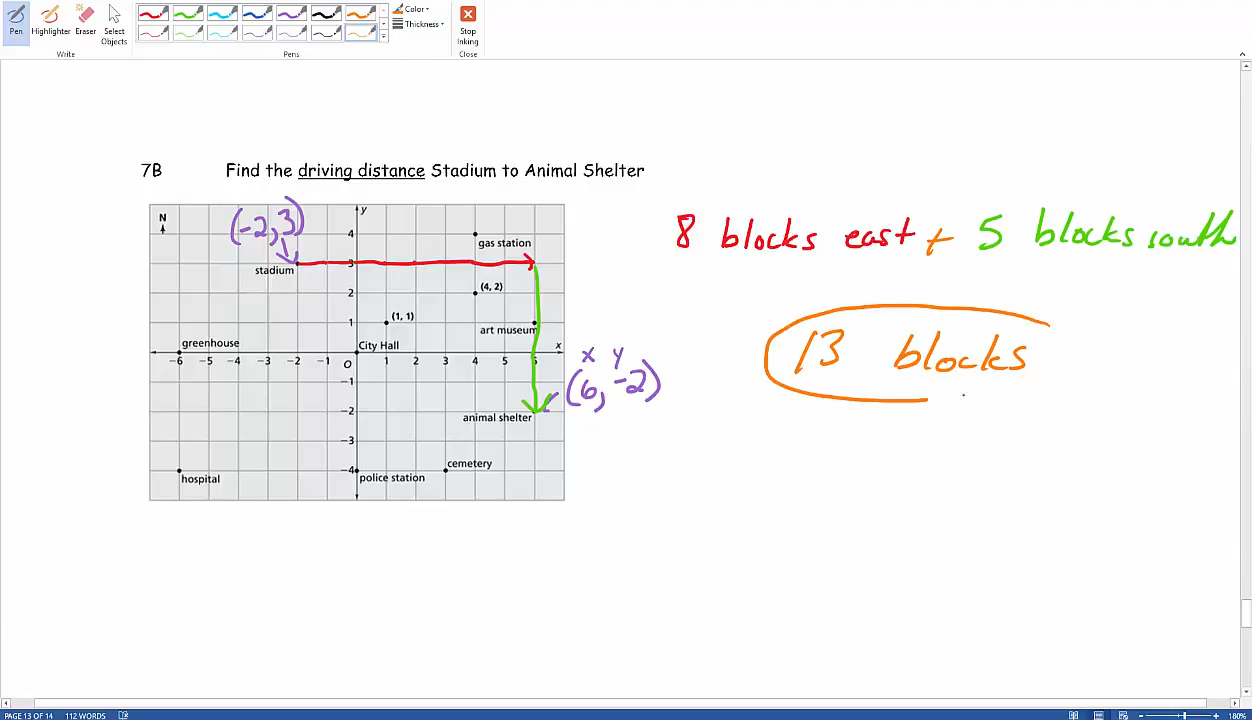 Pen Highlighter Eraser Select Objects Color Thickness Stop Inking
Write Pens Close
7B Find the driving distance Stadium to Animal Shelter
N
y
(-2,3)
4
gas station
stadium
3
(4, 2)
2
(1, 1)
1
art museum
greenhouse
City Hall
x
-6 -5 -4 -3 -2 -1 O 1 2 3 4 5
-1
x y
(6, -2)
-2
animal shelter
-3
-4
cemetery
hospital
police station
8 blocks east + 5 blocks south
13 blocks
PAGE 13 OF 14 112 WORDS 180%